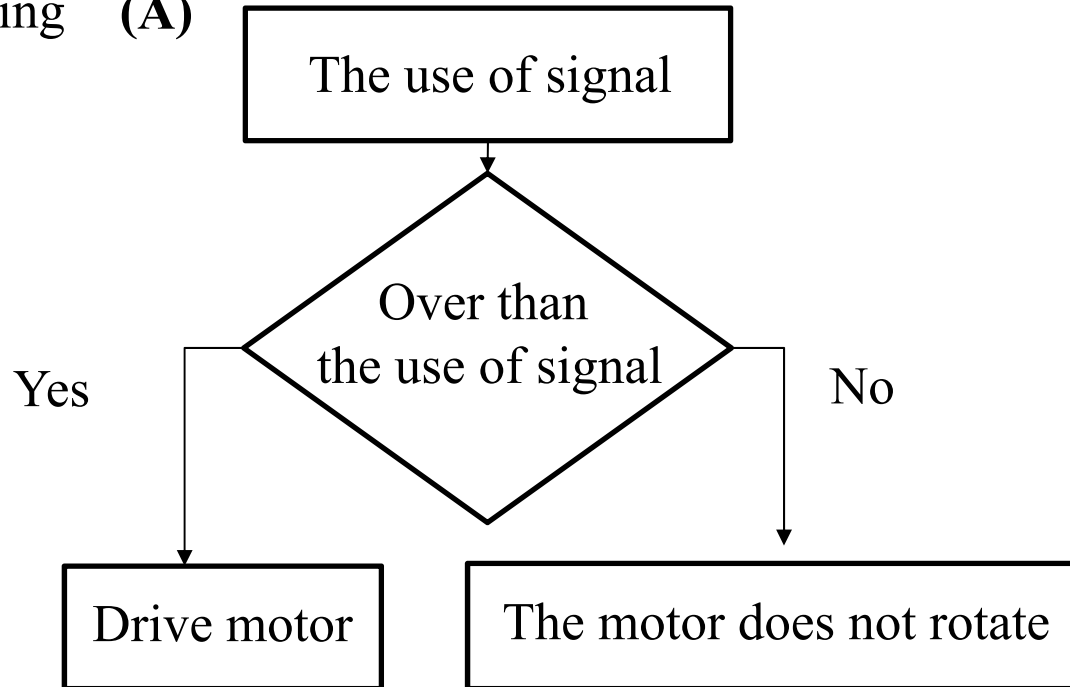 ing (A)
The use of signal
Over than
the use of signal
Yes
No
Drive motor
The motor does not rotate